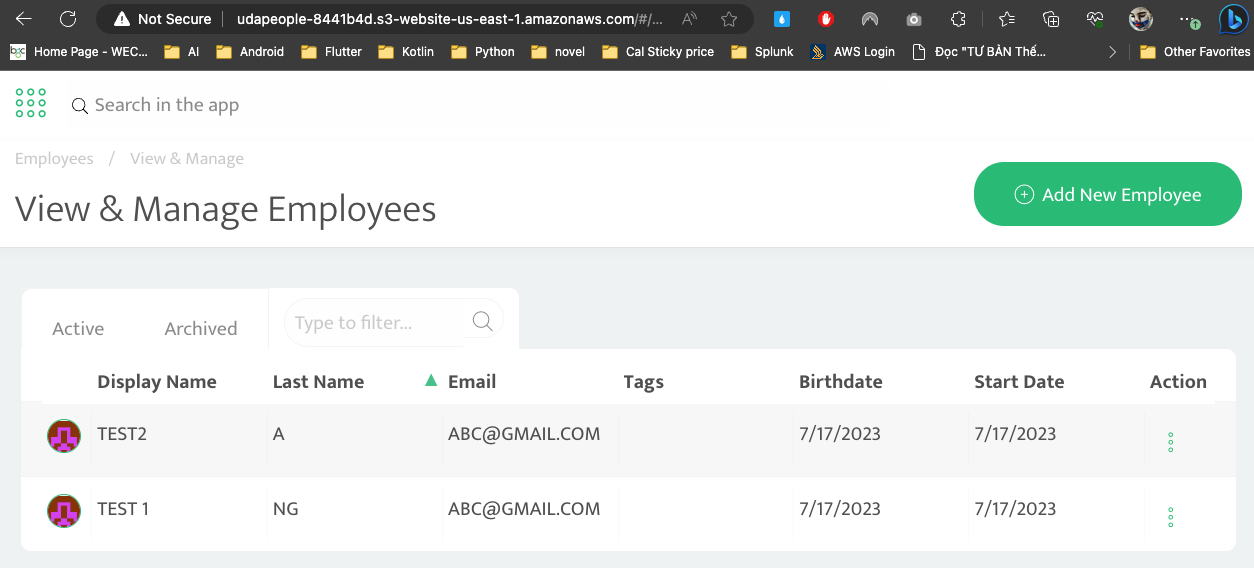 Not Secure udapeople-8441b4d.s3-website-us-east-1.amazonaws.com/#/...
Home Page - WEC... AI Android Flutter Kotlin Python novel Cal Sticky price Splunk AWS Login Đọc "TƯ BẢN Thế... Other Favorites
Search in the app
Employees / View & Manage
View & Manage Employees
Add New Employee
Active Archived Type to filter...
Display Name Last Name Email Tags Birthdate Start Date Action
TEST2 A ABC@GMAIL.COM 7/17/2023 7/17/2023
TEST 1 NG ABC@GMAIL.COM 7/17/2023 7/17/2023